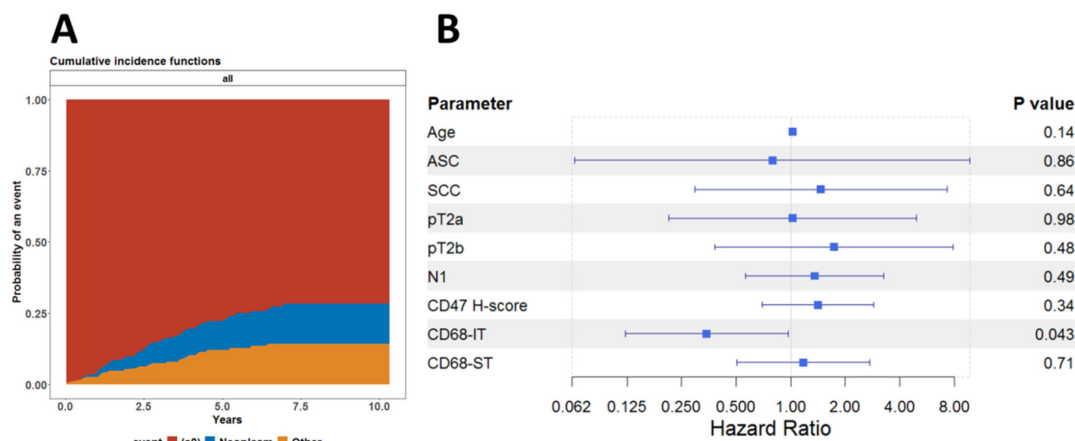 A
Cumulative incidence functions
all
1.00
0.75
0.50
0.25
0.00
Probability of an event
0.0 2.5 5.0 7.5 10.0
Years
event (s0) Neoplasm Other
B
Parameter P value
Age 0.14
ASC 0.86
SCC 0.64
pT2a 0.98
pT2b 0.48
N1 0.49
CD47 H-score 0.34
CD68-IT 0.043
CD68-ST 0.71
0.062 0.125 0.250 0.500 1.00 2.00 4.00 8.00
Hazard Ratio